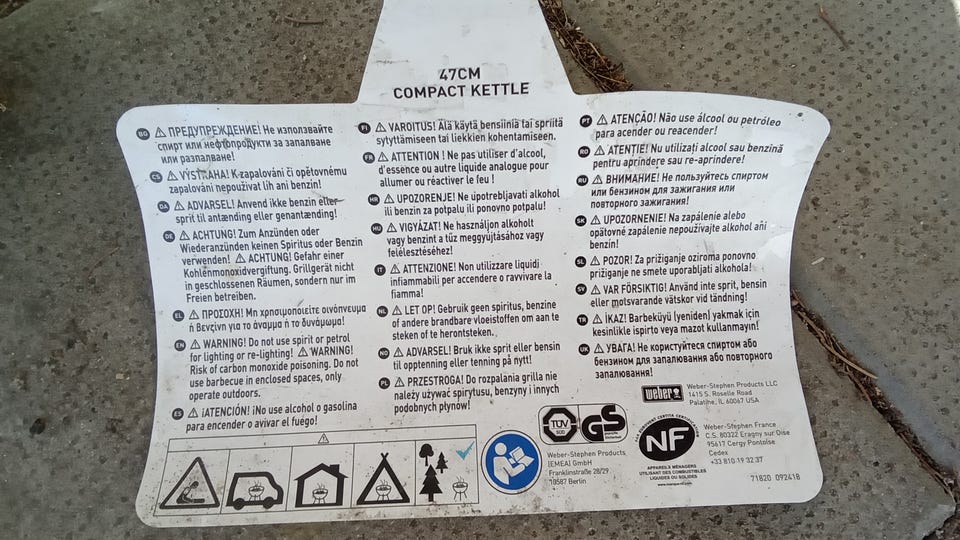 47CM
COMPACT KETTLE
BG ⚠ ПРЕДУПРЕЖДЕНИЕ! Не използвайте
спирт или нефтопродукти за запалване
или разпалване!
CS ⚠ VÝSTRAHA! K zapalování či opětovnému
zapalování nepoužívat líh ani benzin!
DA ⚠ ADVARSEL! Anvend ikke benzin eller
sprit til antænding eller genantænding!
DE ⚠ ACHTUNG! Zum Anzünden oder
Wiederanzünden keinen Spiritus oder Benzin
verwenden! ⚠ ACHTUNG! Gefahr einer
Kohlenmonoxidvergiftung. Grillgerät nicht
in geschlossenen Räumen, sondern nur im
Freien betreiben.
EL ⚠ ΠΡΟΣΟΧΗ! Μη χρησιμοποιείτε οινόπνευμα
ή βενζίνη για το άναμμα ή το δυνάμωμα!
EN ⚠ WARNING! Do not use spirit or petrol
for lighting or re-lighting! ⚠ WARNING!
Risk of carbon monoxide poisoning. Do not
use barbecue in enclosed spaces, only
operate outdoors.
ES ⚠ ¡ATENCIÓN! ¡No use alcohol o gasolina
para encender o avivar el fuego!
FI ⚠ VAROITUS! Älä käytä bensiiniä tai spriitä
sytyttämiseen tai liekkien kohentamiseen.
FR ⚠ ATTENTION ! Ne pas utiliser d'alcool,
d'essence ou autre liquide analogue pour
allumer ou réactiver le feu !
HR ⚠ UPOZORENJE! Ne upotrebljavati alkohol
ili benzin za potpalu ili ponovno potpalu!
HU ⚠ VIGYÁZAT! Ne használjon alkoholt
vagy benzint a tűz meggyújtásához vagy
felélesztéséhez!
IT ⚠ ATTENZIONE! Non utilizzare liquidi
infiammabili per accendere o ravvivare la
fiamma!
NL ⚠ LET OP! Gebruik geen spiritus, benzine
of andere brandbare vloeistoffen om aan te
steken of te herontsteken.
NO ⚠ ADVARSEL! Bruk ikke sprit eller bensin
til opptenning eller tenning på nytt!
PL ⚠ PRZESTROGA! Do rozpalania grilla nie
należy używać spirytusu, benzyny i innych
podobnych płynów!
PT ⚠ ATENÇÃO! Não use álcool ou petróleo
para acender ou reacender!
RO ⚠ ATENȚIE! Nu utilizați alcool sau benzină
pentru aprindere sau re-aprindere!
RU ⚠ ВНИМАНИЕ! Не пользуйтесь спиртом
или бензином для зажигания или
повторного зажигания!
SK ⚠ UPOZORNENIE! Na zapálenie alebo
opätovné zapálenie nepoužívajte alkohol ani
benzín!
SL ⚠ POZOR! Za prižiganje oziroma ponovno
prižiganje ne smete uporabljati alkohola!
SV ⚠ VAR FÖRSIKTIG! Använd inte sprit, bensin
eller motsvarande vätskor vid tändning!
TR ⚠ İKAZ! Barbeküyü (yeniden) yakmak için
kesinlikle ispirto veya mazot kullanmayın!
UK ⚠ УВАГА! Не користуйтеся спиртом або
бензином для запалювання або повторного
запалювання!
weber
Weber-Stephen Products LLC
1415 S. Roselle Road
Palatine, IL 60067 USA
TÜV
SÜD
GS
Weber-Stephen Products
(EMEA) GmbH
Franklinstraße 28/29
10587 Berlin
NF
APPAREILS MÉNAGERS
UTILISANT DES COMBUSTIBLES
LIQUIDES OU SOLIDES
Weber-Stephen France
C.S. 80322 Eragny sur Oise
95617 Cergy Pontoise
Cedex
+33 810 19 32 37
71820 092418